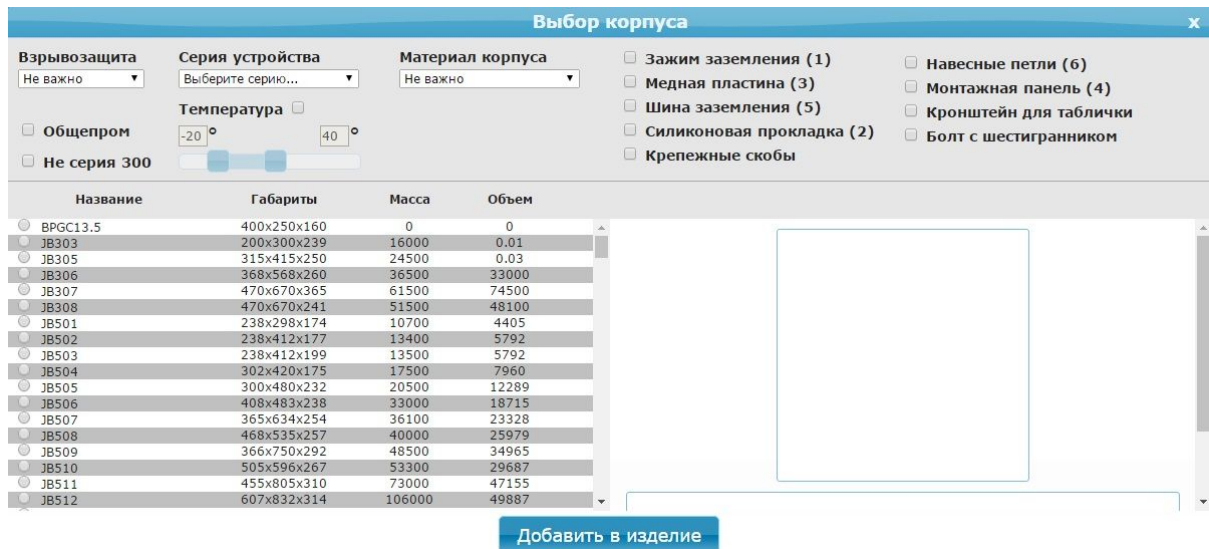 Выбор корпуса x
Взрывозащита Серия устройства Материал корпуса
Не важно Выберите серию... Не важно
Температура
-20 ° 40 °
Общепром
Не серия 300
Зажим заземления (1)
Медная пластина (3)
Шина заземления (5)
Силиконовая прокладка (2)
Крепежные скобы
Навесные петли (6)
Монтажная панель (4)
Кронштейн для таблички
Болт с шестигранником
Название Габариты Масса Объем
BPGC13.5 400x250x160 0 0
JB303 200x300x239 16000 0.01
JB305 315x415x250 24500 0.03
JB306 368x568x260 36500 33000
JB307 470x670x365 61500 74500
JB308 470x670x241 51500 48100
JB501 238x298x174 10700 4405
JB502 238x412x177 13400 5792
JB503 238x412x199 13500 5792
JB504 302x420x175 17500 7960
JB505 300x480x232 20500 12289
JB506 408x483x238 33000 18715
JB507 365x634x254 36100 23328
JB508 468x535x257 40000 25979
JB509 366x750x292 48500 34965
JB510 505x596x267 53300 29687
JB511 455x805x310 73000 47155
JB512 607x832x314 106000 49887
Добавить в изделие